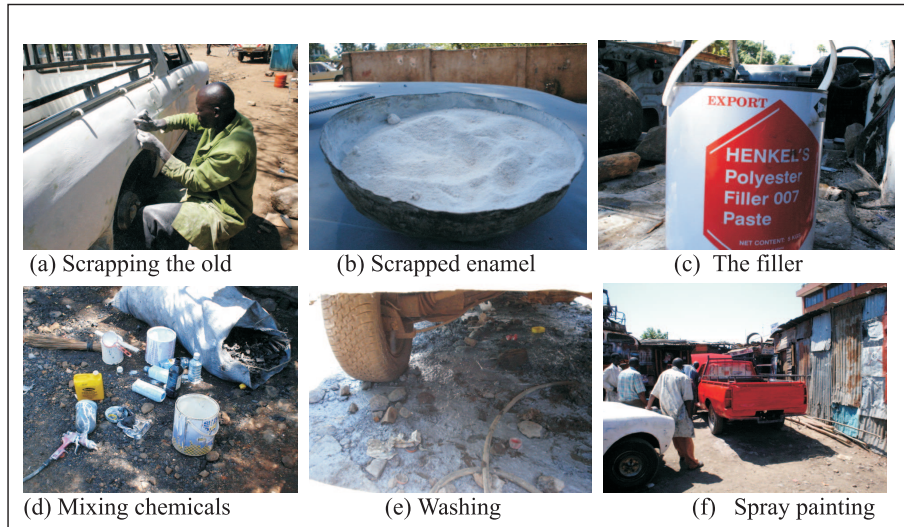 (a) Scrapping the old
(b) Scrapped enamel
EXPORT
HENKEL'S
Polyester
Filler 007
Paste
NET CONTENT:
(c) The filler
(d) Mixing chemicals
(e) Washing
(f) Spray painting